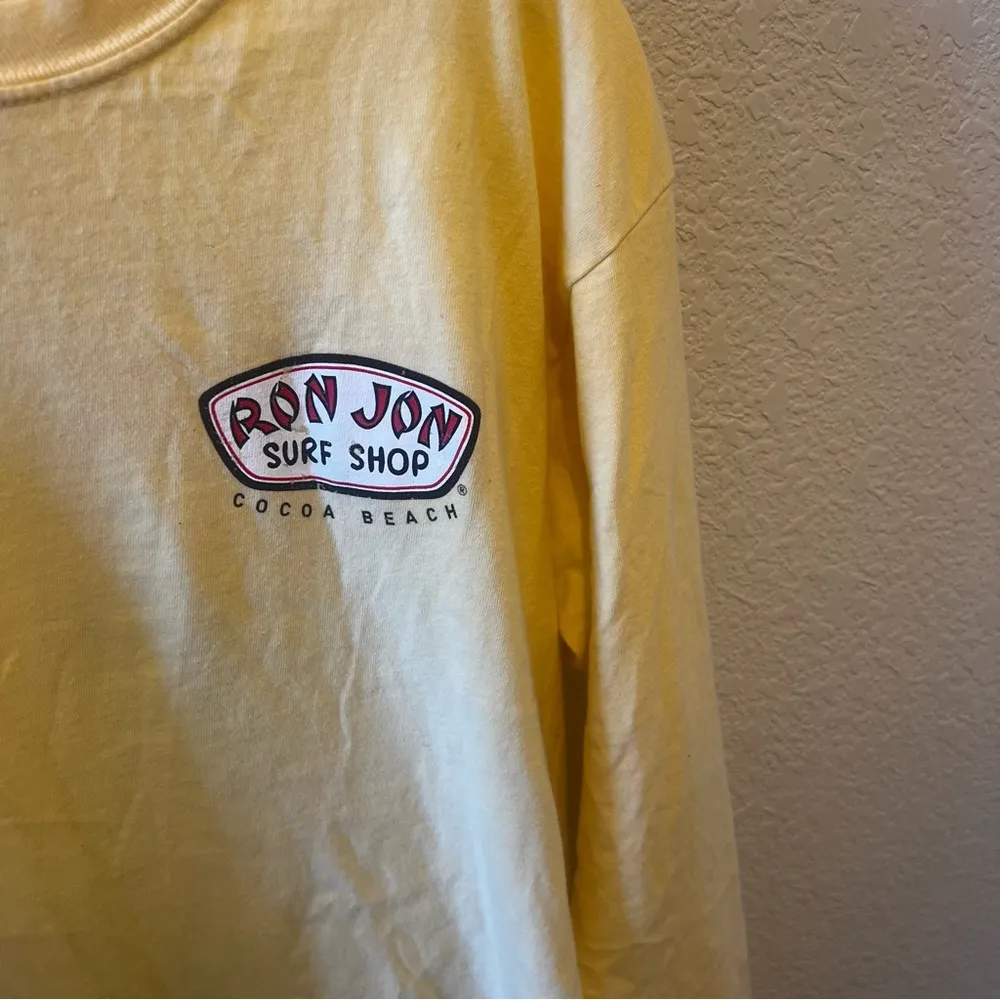 RON JON
SURF SHOP
®
COCOA BEACH